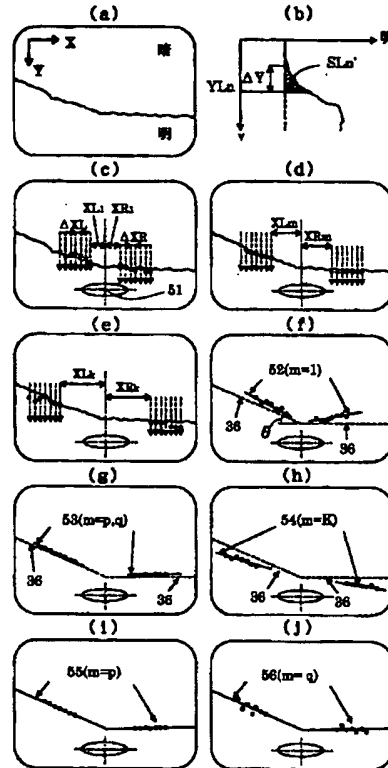 (a)
X
Y
暗
明
(b)
明
SLn'
ΔY
YLn
(c)
XL1 XR1
ΔXL ΔXR
51
(d)
XLm XRm
(e)
XLk XRk
(f)
52(m=1)
36 θ 36
(g)
53(m=p,q)
36 36
(h)
54(m=K)
36 36
(i)
55(m=p)
(j)
56(m=q)